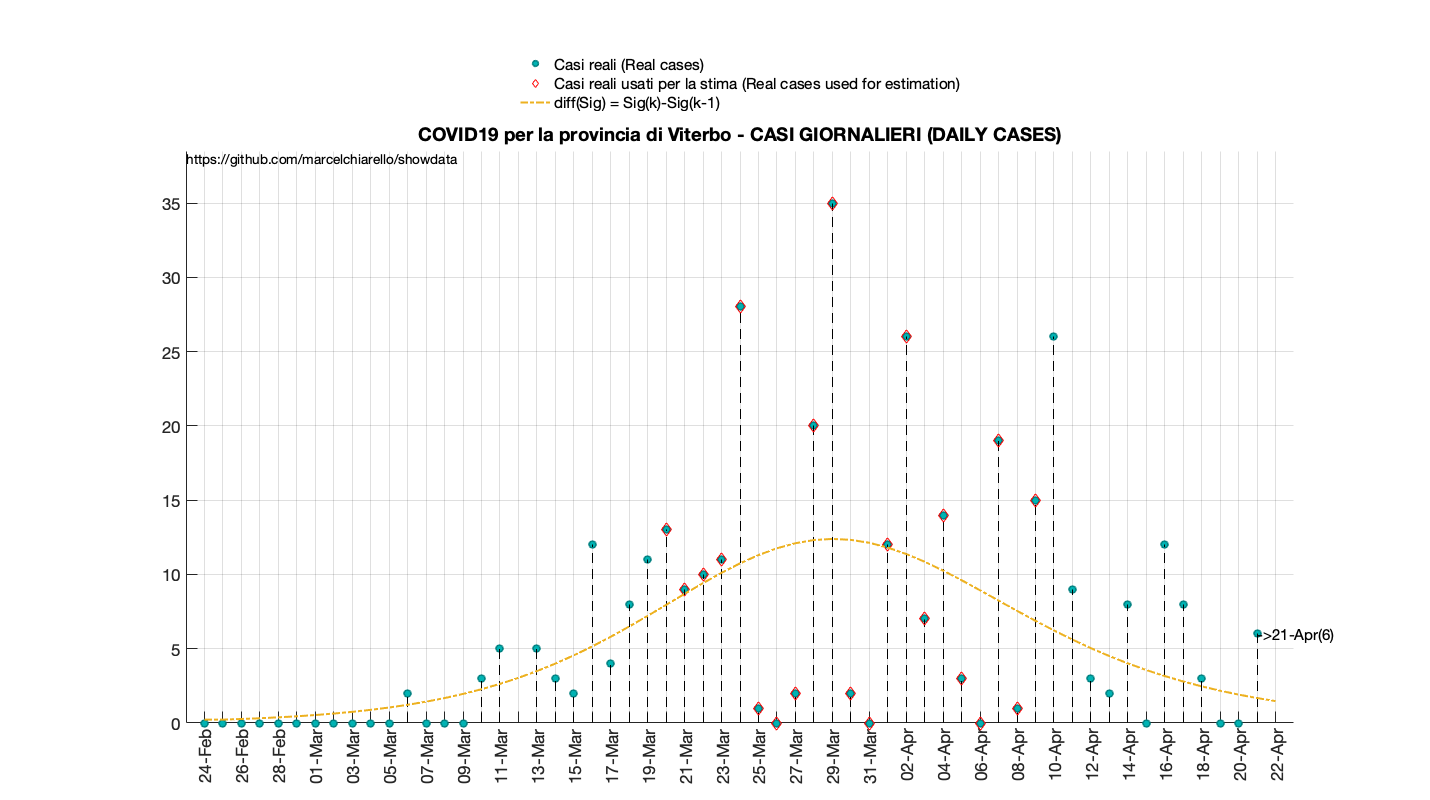 Casi reali (Real cases)
Casi reali usati per la stima (Real cases used for estimation)
diff(Sig) = Sig(k)-Sig(k-1)
COVID19 per la provincia di Viterbo - CASI GIORNALIERI (DAILY CASES)
https://github.com/marcelchiarello/showdata
35
30
25
20
15
10
5
0
>21-Apr(6)
24-Feb
26-Feb
28-Feb
01-Mar
03-Mar
05-Mar
07-Mar
09-Mar
11-Mar
13-Mar
15-Mar
17-Mar
19-Mar
21-Mar
23-Mar
25-Mar
27-Mar
29-Mar
31-Mar
02-Apr
04-Apr
06-Apr
08-Apr
10-Apr
12-Apr
14-Apr
16-Apr
18-Apr
20-Apr
22-Apr